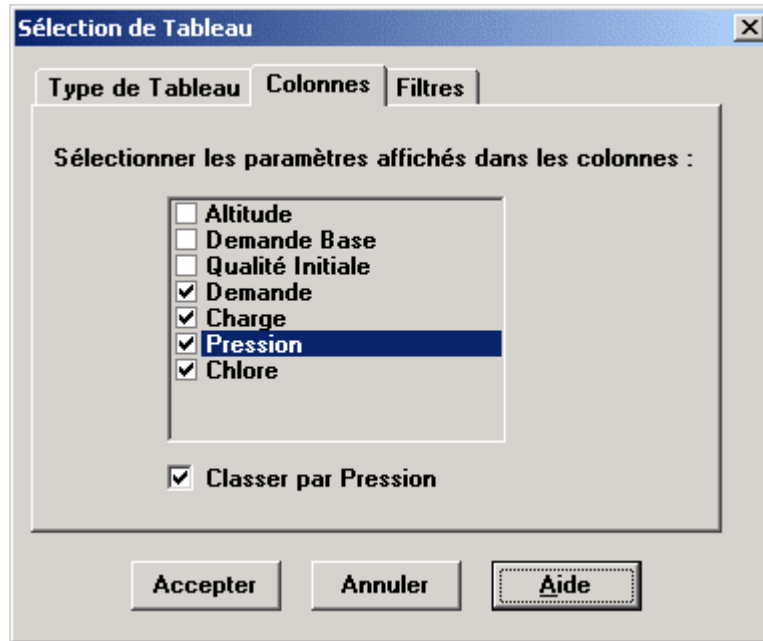 Sélection de Tableau
Type de Tableau Colonnes Filtres
Sélectionner les paramètres affichés dans les colonnes :
Altitude
Demande Base
Qualité Initiale
Demande
Charge
Pression
Chlore
Classer par Pression
Accepter Annuler Aide